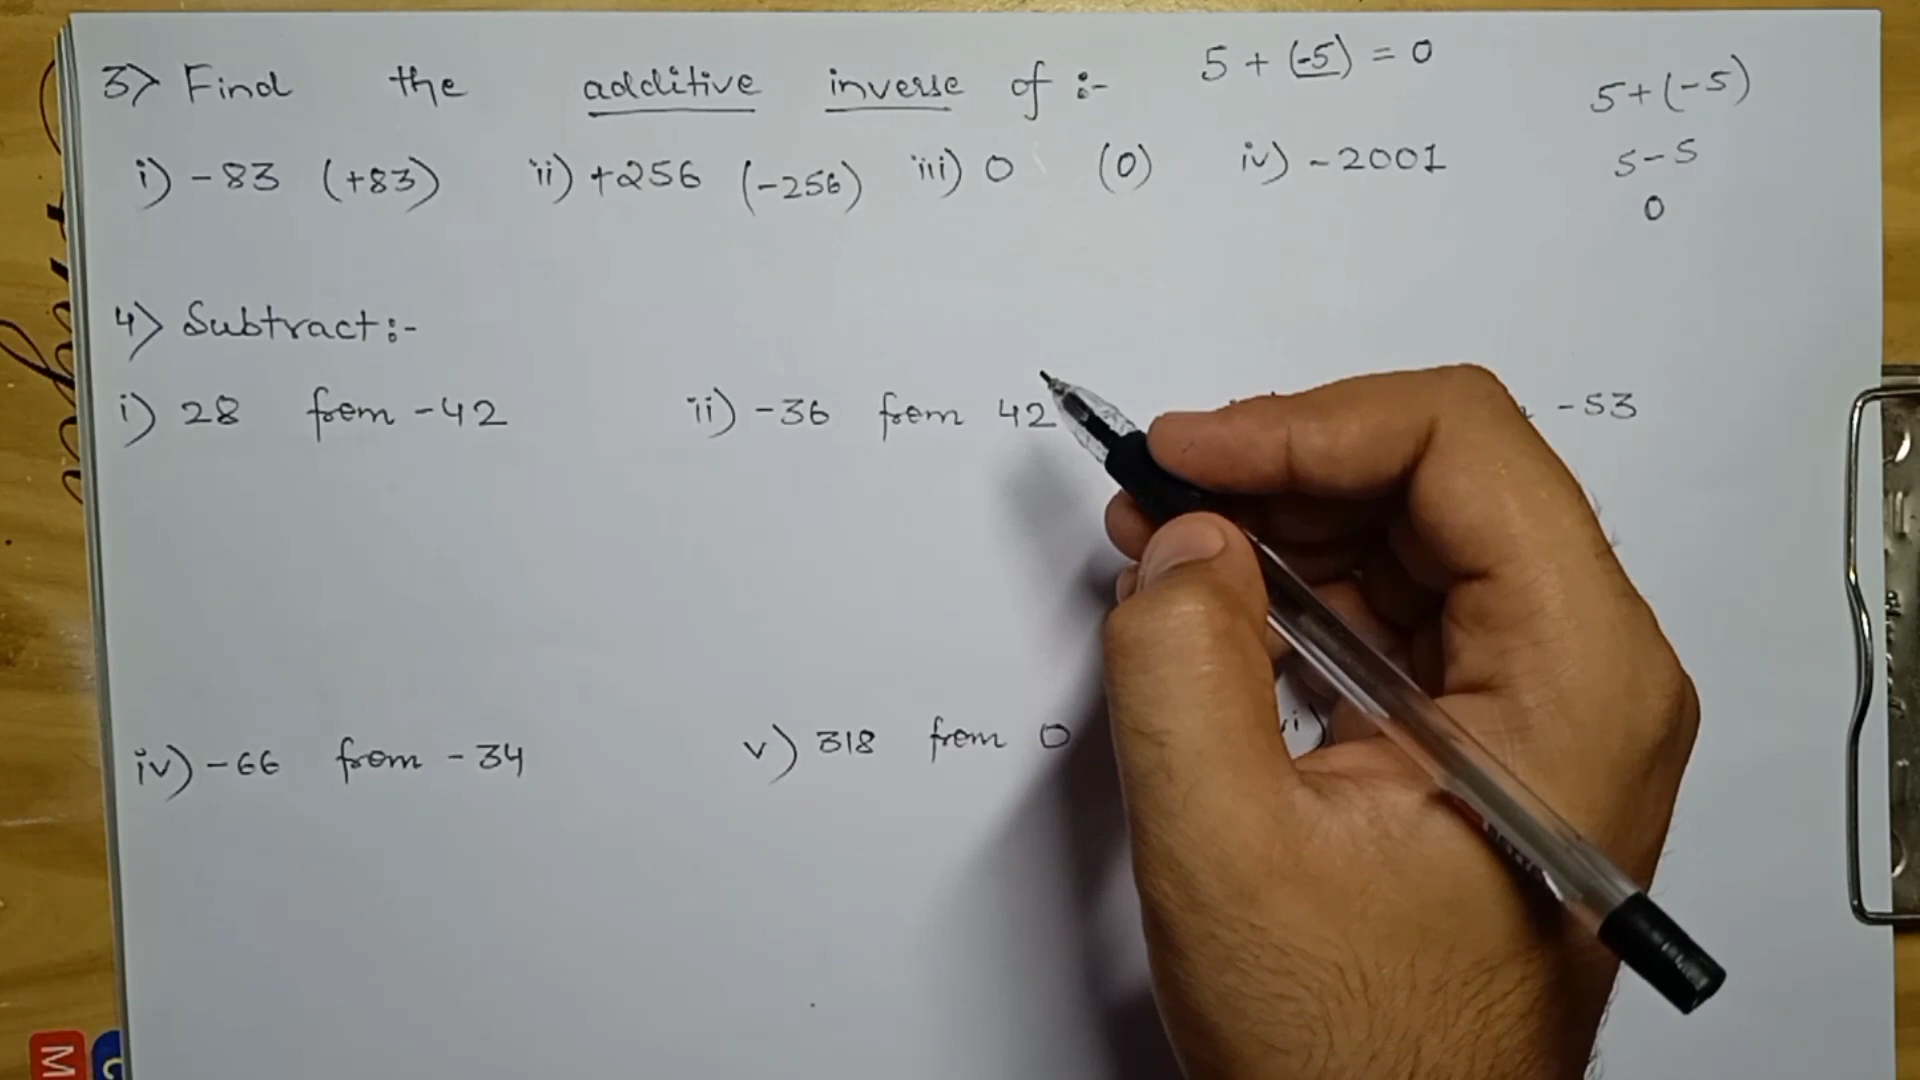 3) Find the additive inverse of :- 5 + (-5) = 0
5+(-5)
i) -83 (+83) ii) +256 (-256) iii) 0 (0) iv) -2001
5-5
0
4) Subtract :-
i) 28 from -42 ii) -36 from 42 -53
iv) -66 from -34 v) 318 from 0 vi)
M